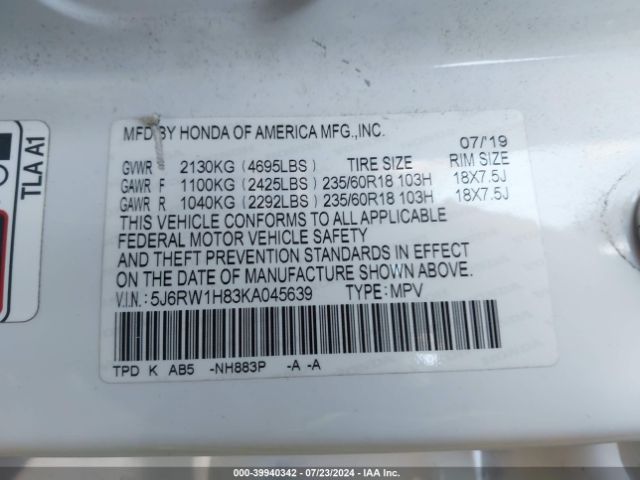 MFD BY HONDA OF AMERICA MFG.,INC. 07/'19
GVWR 2130KG (4695LBS) TIRE SIZE RIM SIZE
GAWR F 1100KG (2425LBS) 235/60R18 103H 18X7.5J
GAWR R 1040KG (2292LBS) 235/60R18 103H 18X7.5J
THIS VEHICLE CONFORMS TO ALL APPLICABLE
FEDERAL MOTOR VEHICLE SAFETY
AND THEFT PREVENTION STANDARDS IN EFFECT
ON THE DATE OF MANUFACTURE SHOWN ABOVE.
V.I.N.: 5J6RW1H83KA045639 TYPE: MPV
TPD K AB5 -NH883P -A -A
TLA A1
000-39940342 / 07/23/2024 - IAA Inc.